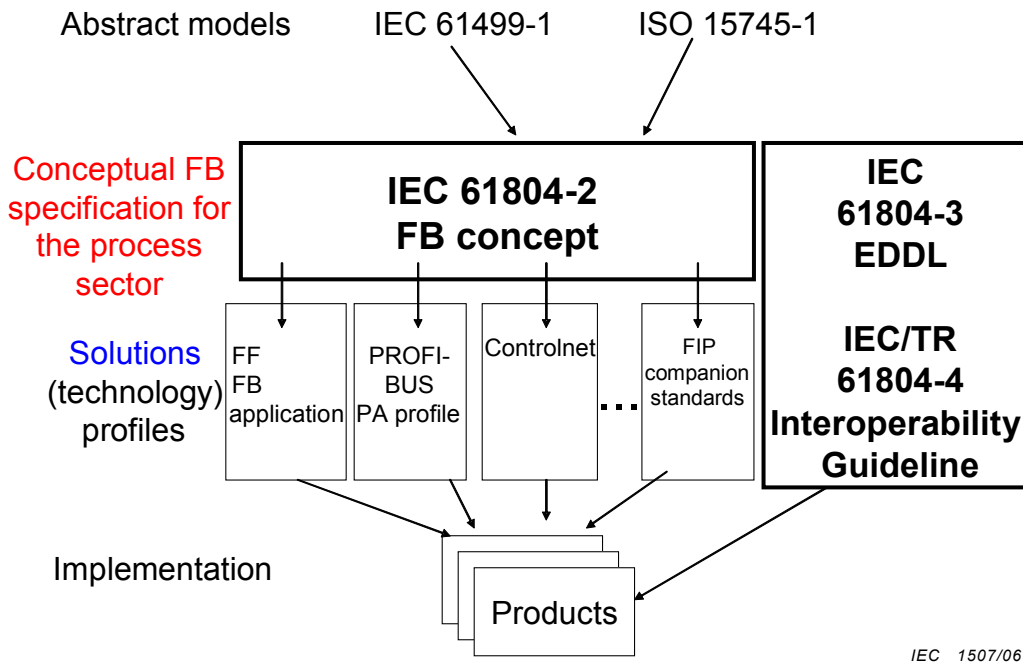 Abstract models
IEC 61499-1
ISO 15745-1
Conceptual FB
specification for
the process
sector
IEC 61804-2
FB concept
IEC
61804-3
EDDL
IEC/TR
61804-4
Interoperability
Guideline
Solutions
(technology)
profiles
FF
FB
application
PROFI-
BUS
PA profile
Controlnet
....
FIP
companion
standards
Implementation
Products
IEC 1507/06